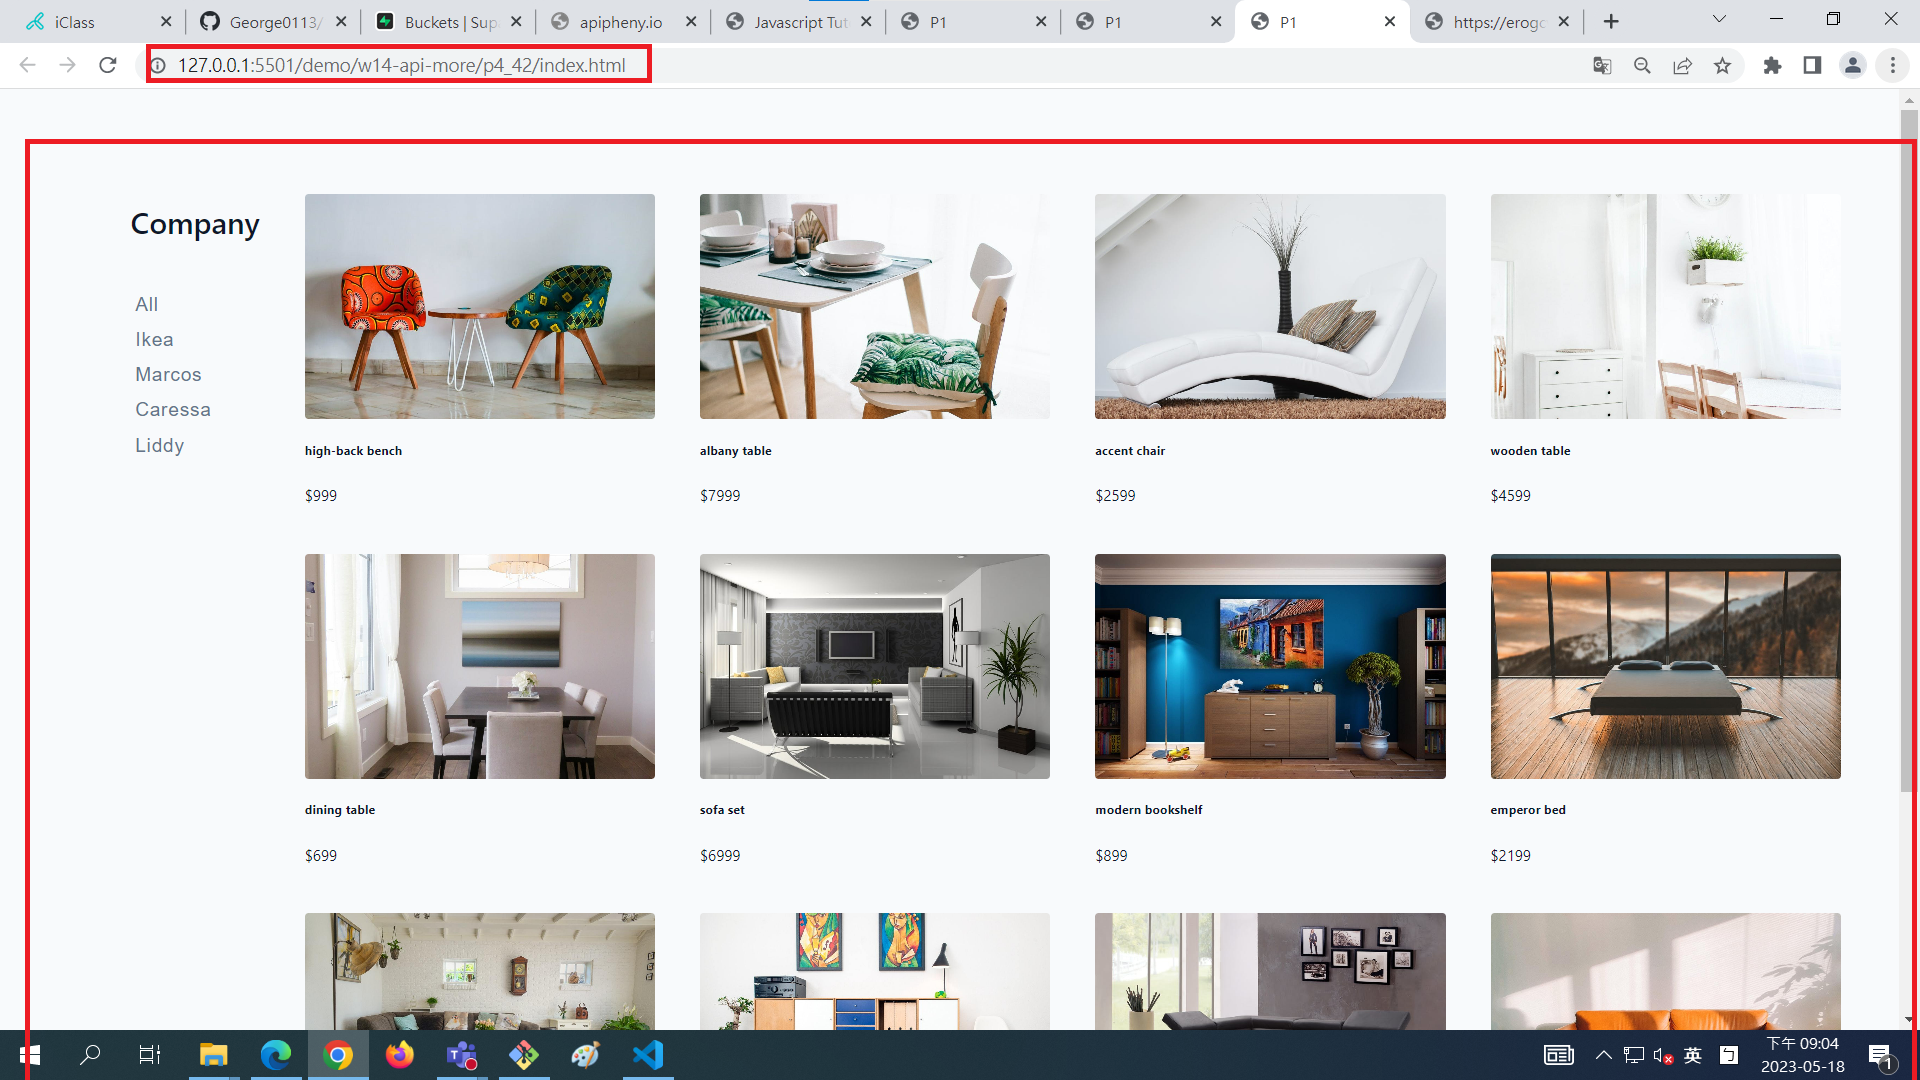 iClass
George0113/
Buckets | Sup
apipheny.io
Javascript Tut
P1
P1
P1
https://erogo
127.0.0.1:5501/demo/w14-api-more/p4_42/index.html
Company
All
Ikea
Marcos
Caressa
Liddy
high-back bench
$999
albany table
$7999
accent chair
$2599
wooden table
$4599
dining table
$699
sofa set
$6999
modern bookshelf
$899
emperor bed
$2199
英
ㄅ
下午 09:04
2023-05-18
1